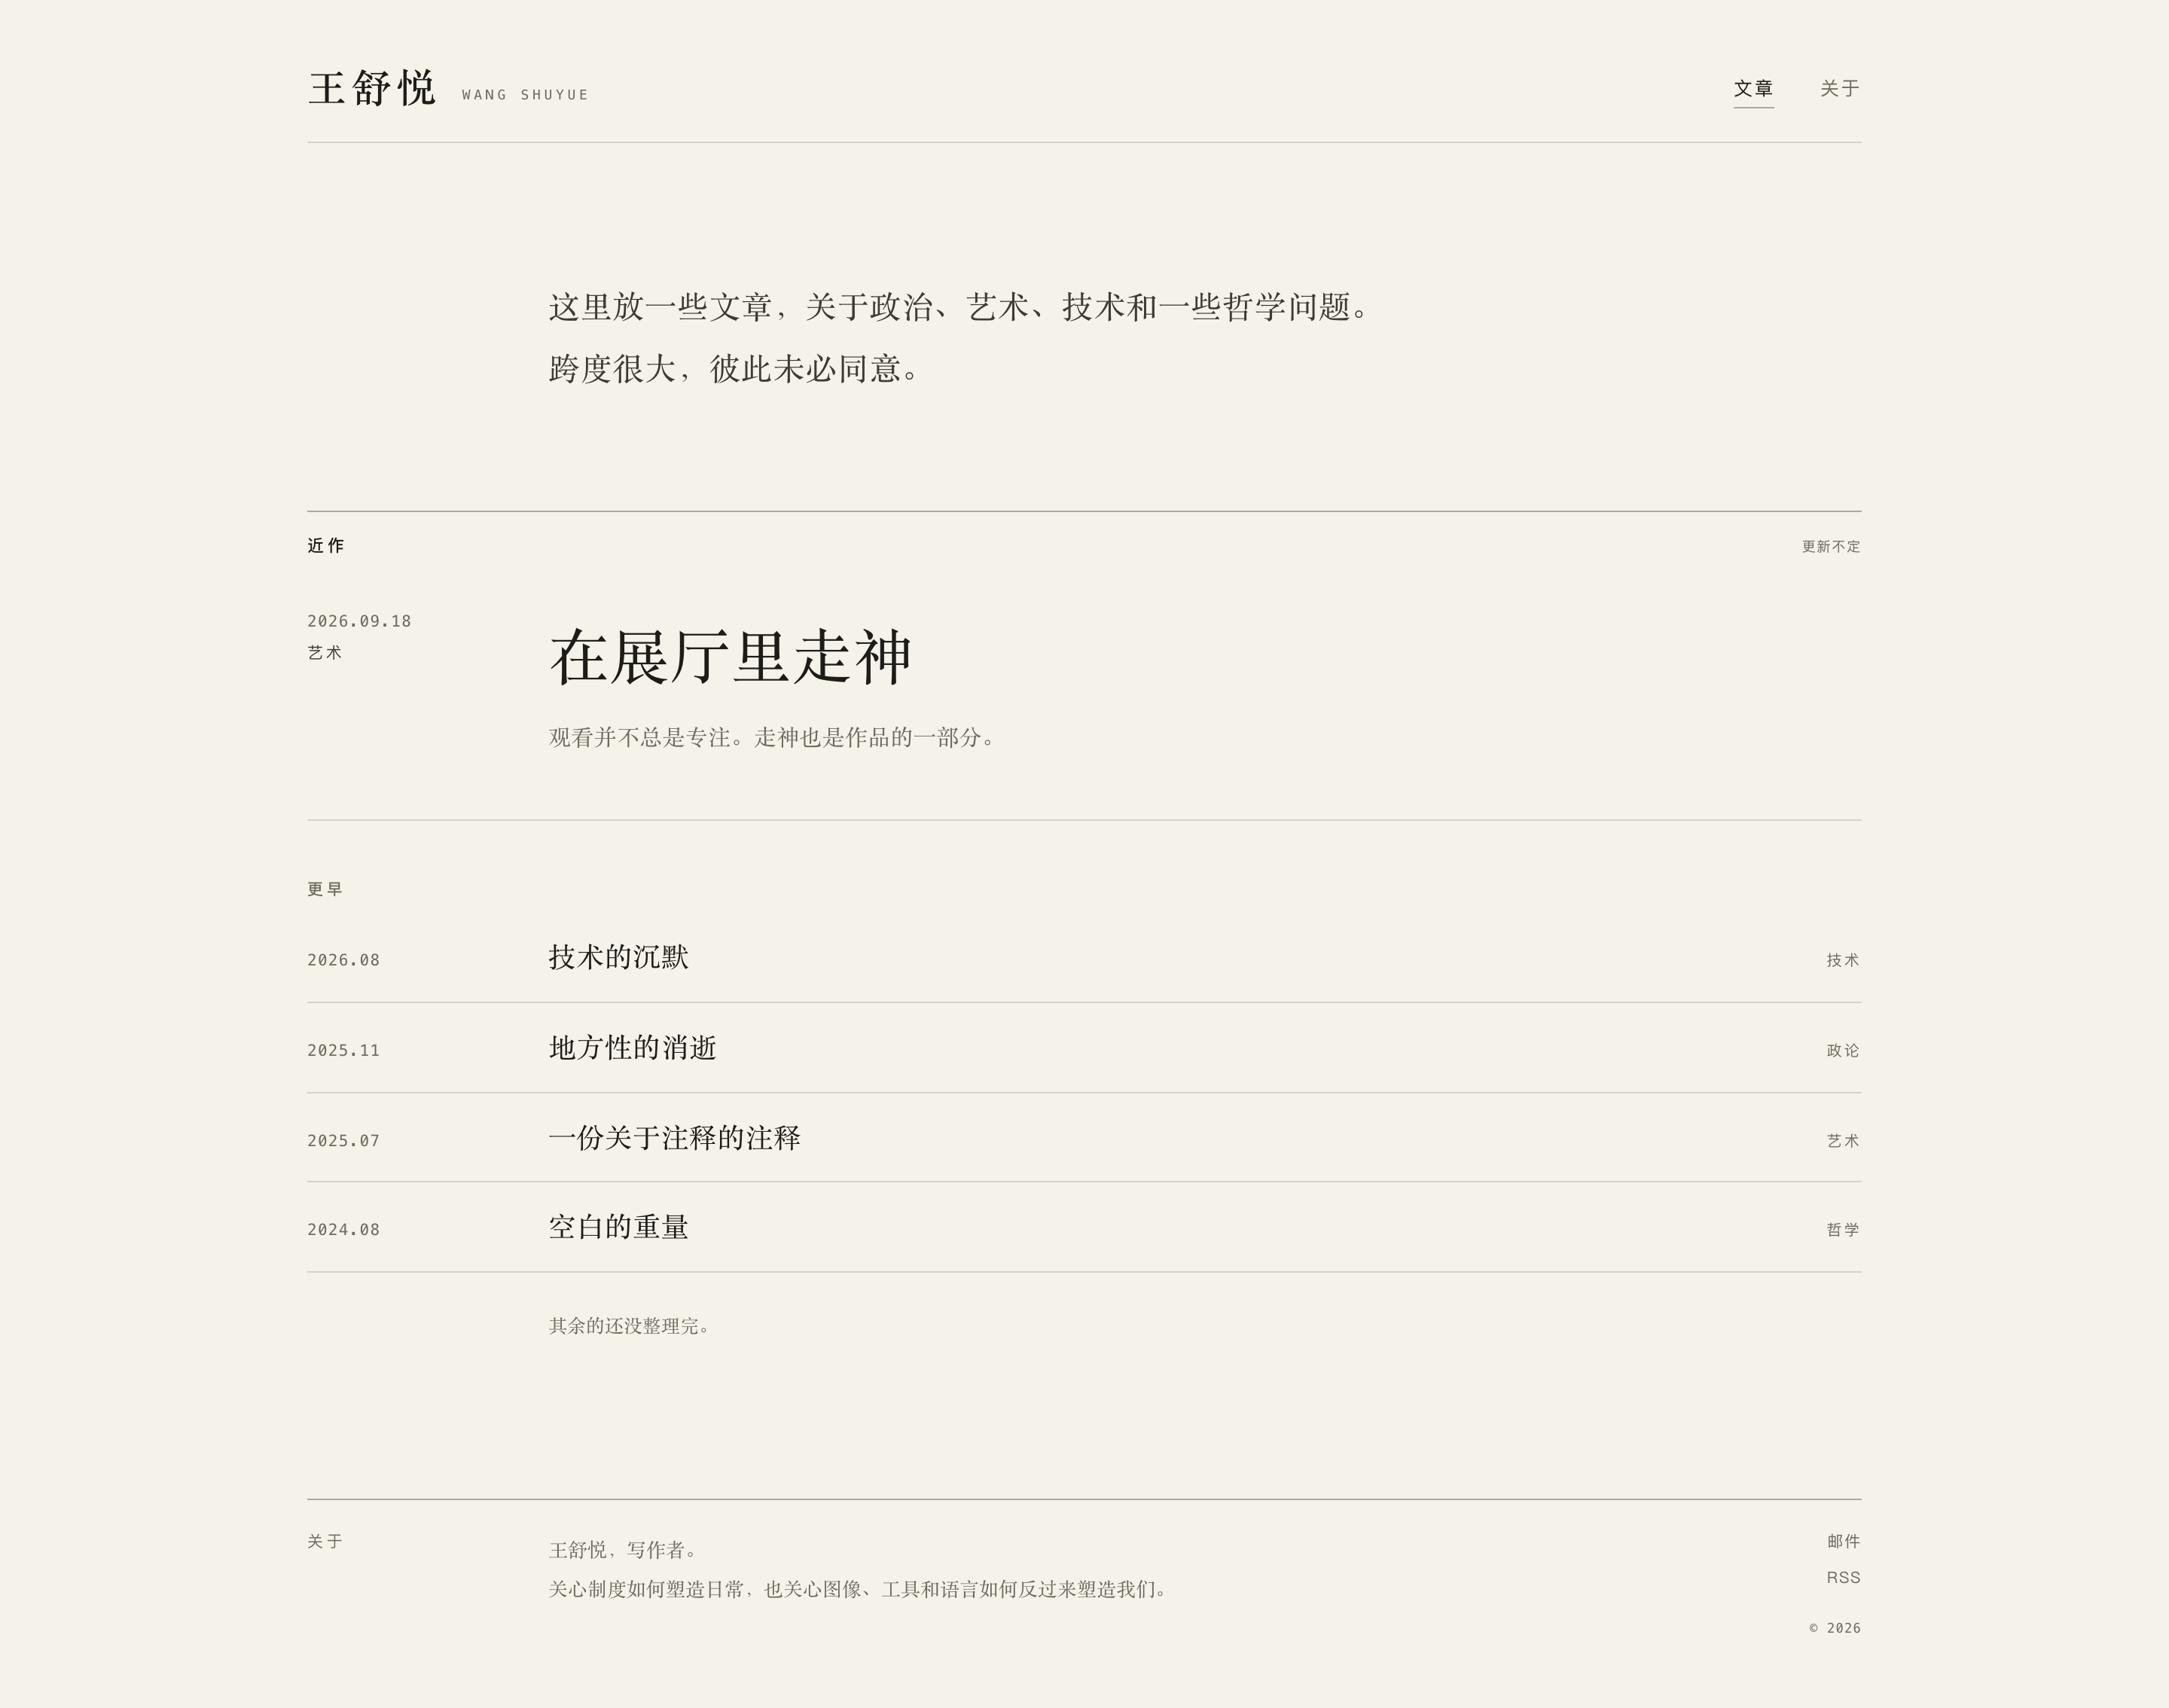 王舒悦 WANG SHUYUE
文章 关于
这里放一些文章，关于政治、艺术、技术和一些哲学问题。
跨度很大，彼此未必同意。
近作 更新不定
2026.09.18
艺术
在展厅里走神
观看并不总是专注。走神也是作品的一部分。
更早
2026.08 技术的沉默 技术
2025.11 地方性的消逝 政论
2025.07 一份关于注释的注释 艺术
2024.08 空白的重量 哲学
其余的还没整理完。
关于
王舒悦，写作者。
关心制度如何塑造日常，也关心图像、工具和语言如何反过来塑造我们。
邮件
RSS
© 2026